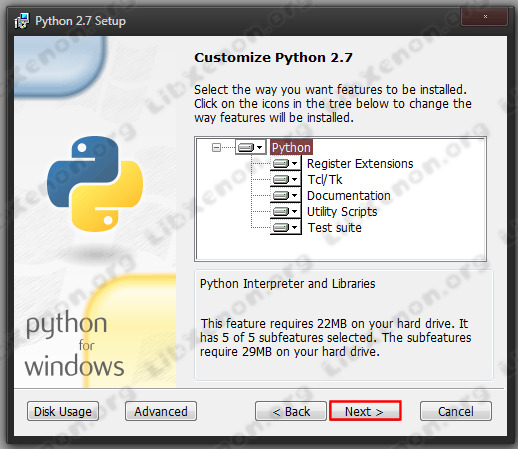 Python 2.7 Setup
Customize Python 2.7
Select the way you want features to be installed.
Click on the icons in the tree below to change the
way features will be installed.
Python
Register Extensions
Tcl/Tk
Documentation
Utility Scripts
Test suite
Python Interpreter and Libraries
This feature requires 22MB on your hard drive. It
has 5 of 5 subfeatures selected. The subfeatures
require 29MB on your hard drive.
python
for
windows
Disk Usage
Advanced
< Back
Next >
Cancel
LibXenon.org